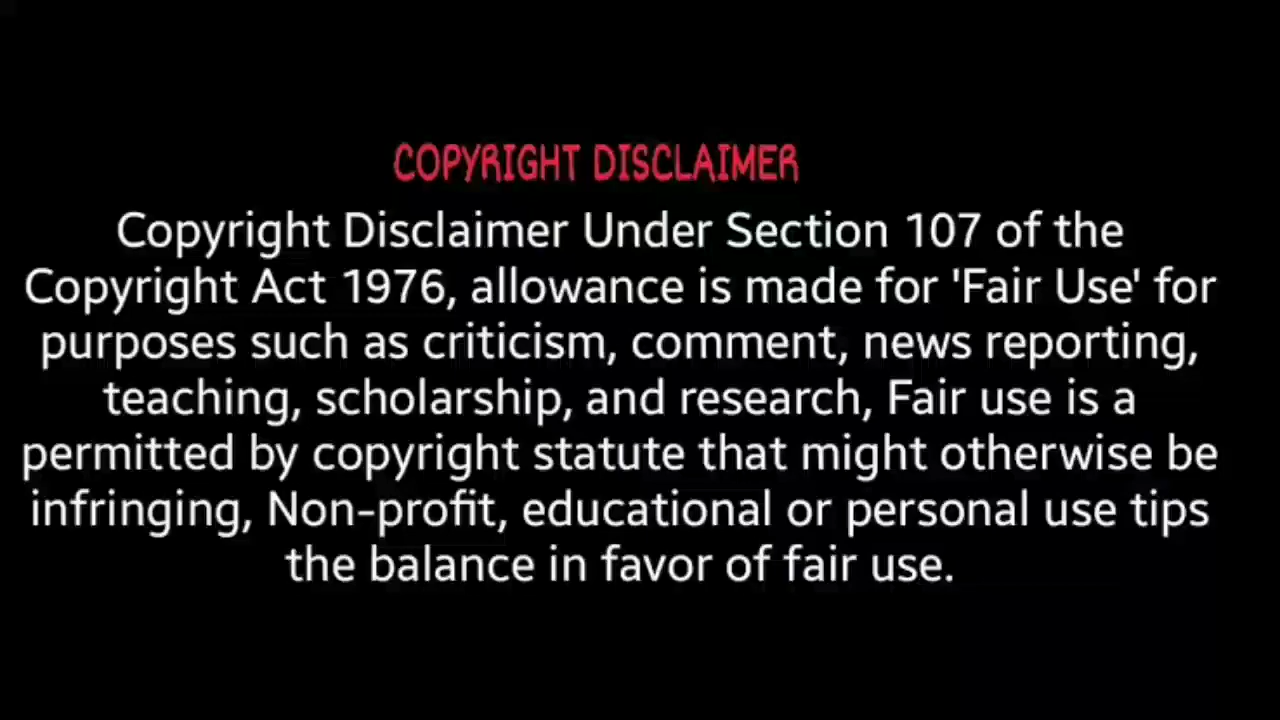 COPYRIGHT DISCLAIMER
Copyright Disclaimer Under Section 107 of the
Copyright Act 1976, allowance is made for 'Fair Use' for
purposes such as criticism, comment, news reporting,
teaching, scholarship, and research, Fair use is a
permitted by copyright statute that might otherwise be
infringing, Non-profit, educational or personal use tips
the balance in favor of fair use.